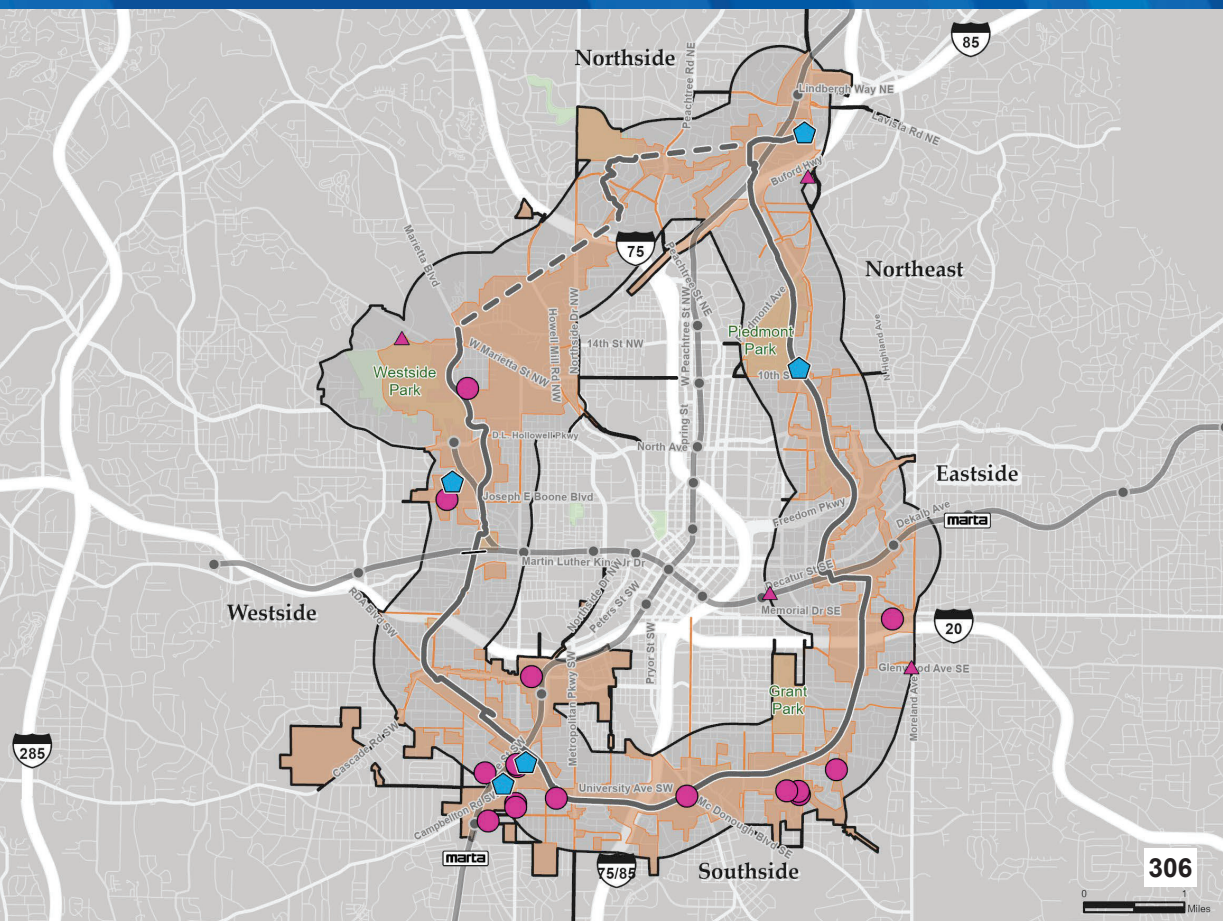 85
Northside
Peachtree Rd NE
Lindbergh Way NE
Lavista Rd NE
Buford Hwy
75
Northeast
Marietta Blvd
Peachtree St NE
Howell Mill Rd NW
Northside Dr NW
W Peachtree St NW
Piedmont
Park
14th St NW
W Marietta St NW
N Highland Ave
Westside
Park
10th S
Spring St
D.L. Hollowell Pkwy
North Ave
Eastside
Joseph E Boone Blvd
Freedom Pkwy
Dekalb Ave
marta
Martin Luther King Jr Dr
Decatur St SE
Westside
RDA Blvd SW
Northside Dr NW
Peters St SW
Memorial Dr SE
20
Metropolitan Pkwy SW
Pryor St SW
Glenwood Ave SE
Grant
Park
Moreland Ave
285
Cascade Rd SW
University Ave SW
Campbellton Rd SW
Mc Donough Blvd SE
marta
75/85
Southside
306
0 1
Miles